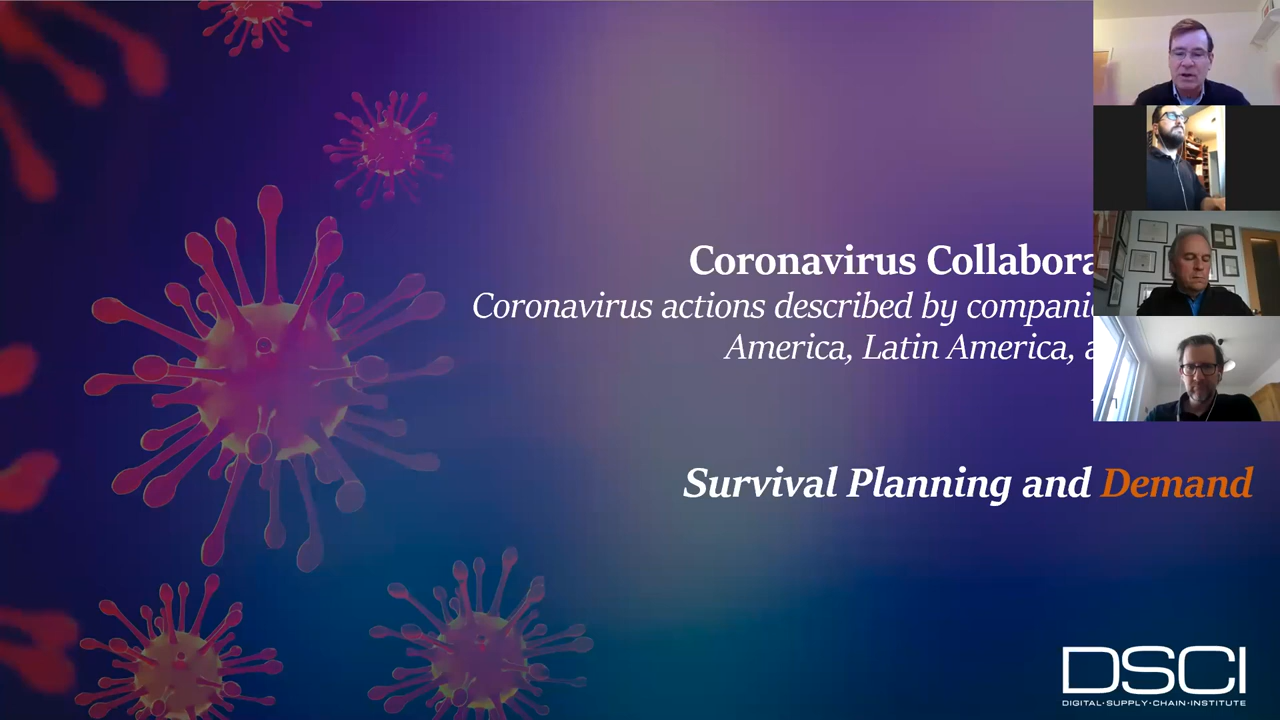 Coronavirus Collabora
Coronavirus actions described by compani
America, Latin America, a
Survival Planning and Demand
DSCI
DIGITAL·SUPPLY·CHAIN·INSTITUTE